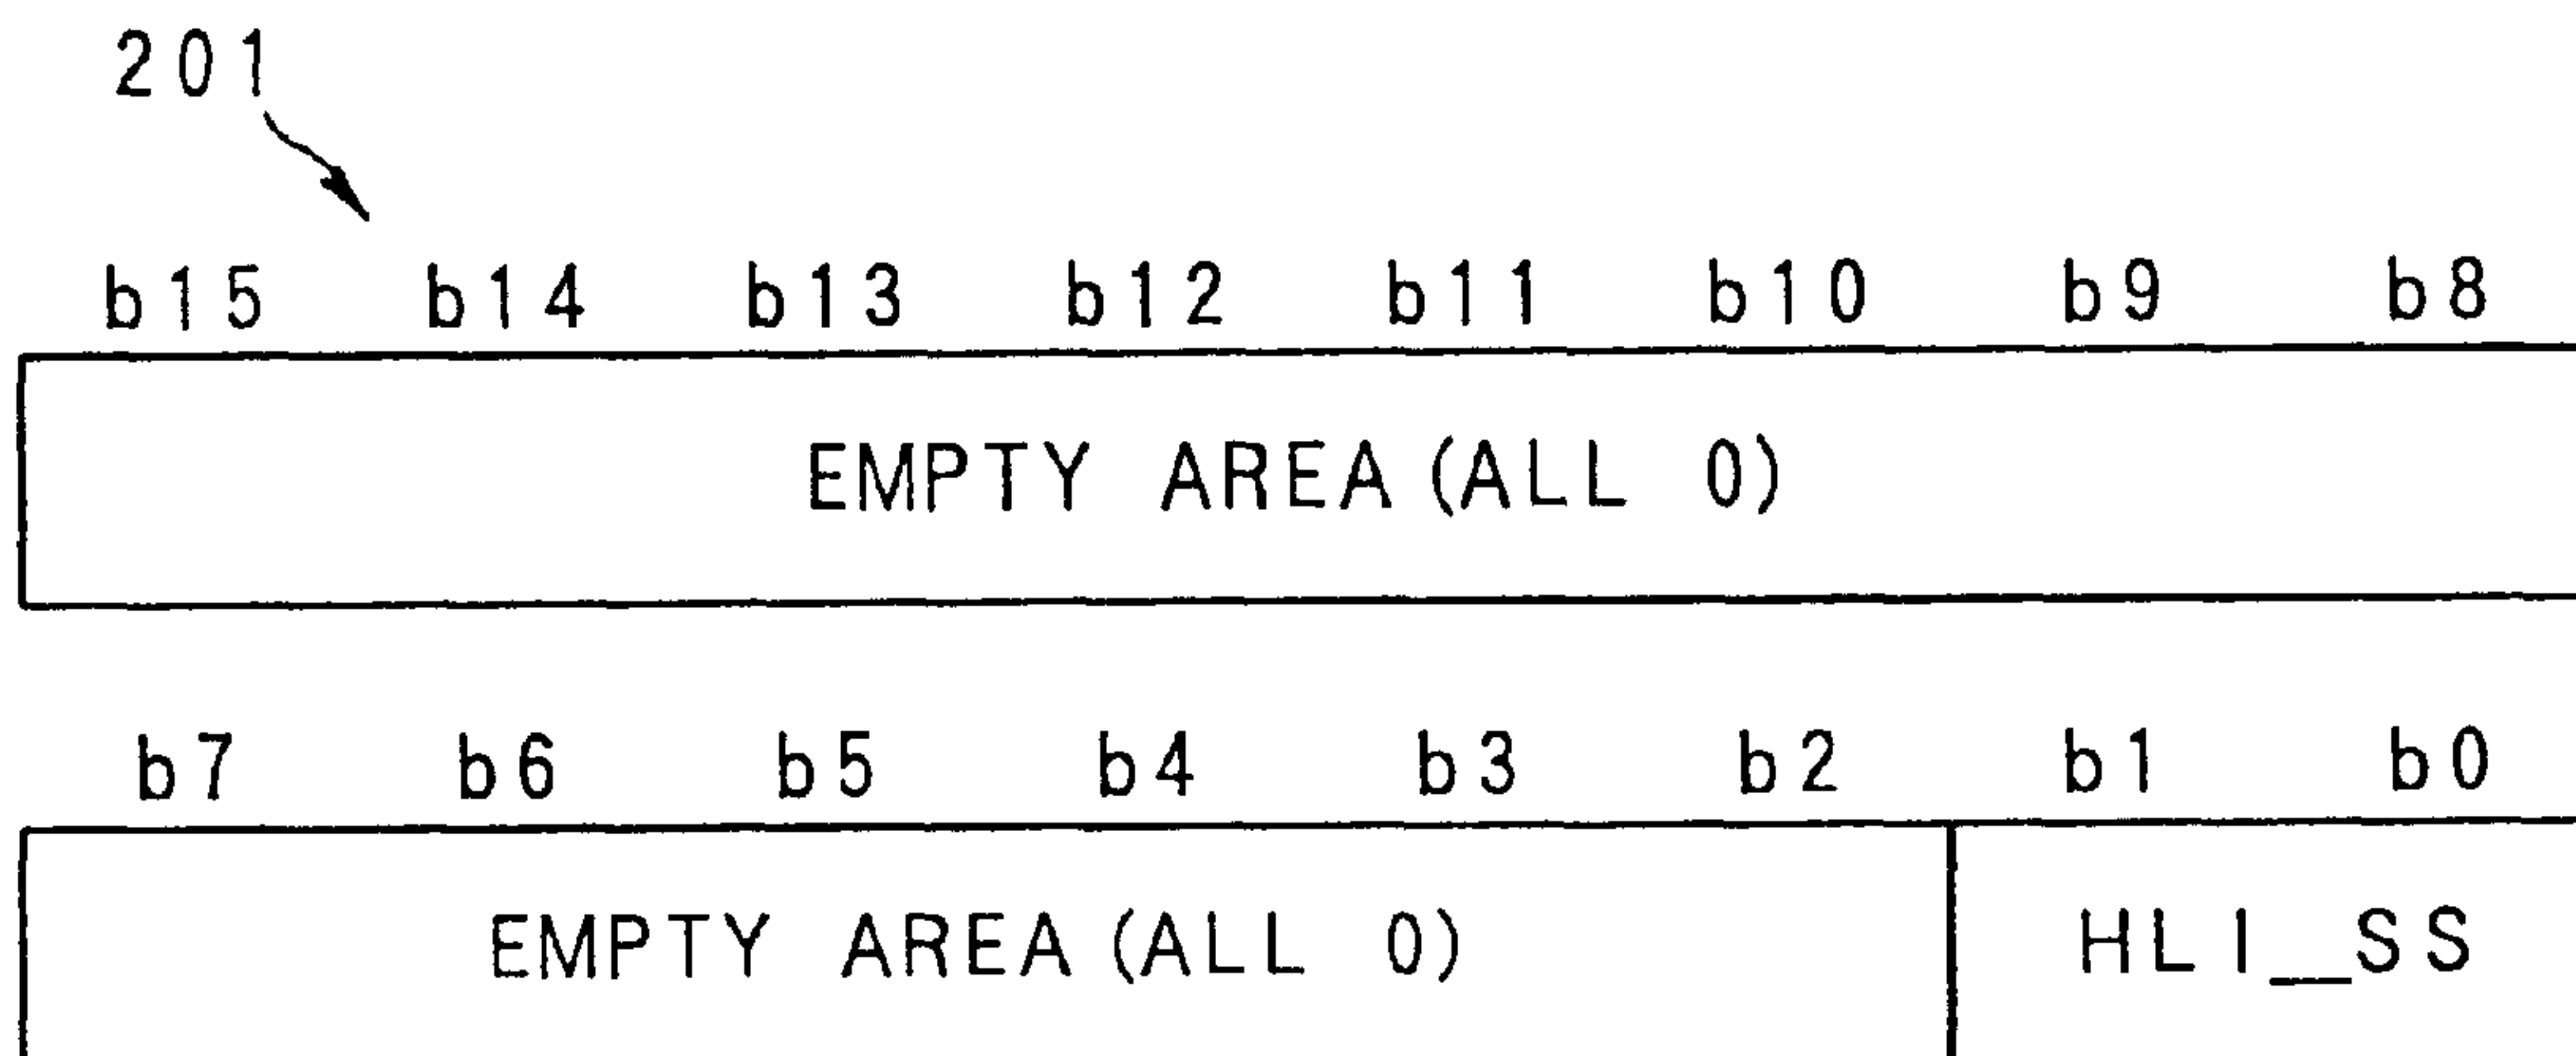 201
b15 b14 b13 b12 b11 b10 b9 b8
EMPTY AREA(ALL 0)
b7 b6 b5 b4 b3 b2 b1 b0
EMPTY AREA(ALL 0) HLI_SS